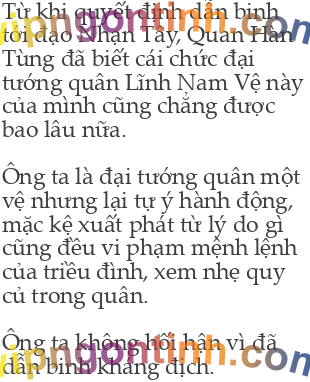 Từ khi quyết định dẫn binh
tới đạo Nhạn Tây, Quan Hàn
Tùng đã biết cái chức đại
tướng quân Lĩnh Nam Vệ này
của mình cũng chẳng được
bao lâu nữa.
Ông ta là đại tướng quân một
vệ nhưng lại tự ý hành động,
mặc kệ xuất phát từ lý do gì
cũng đều vi phạm mệnh lệnh
của triều đình, xem nhẹ quy
củ trong quân.
Ông ta không hối hận vì đã
dẫn binh kháng địch.
vipngontinh.com
vipngontinh.com